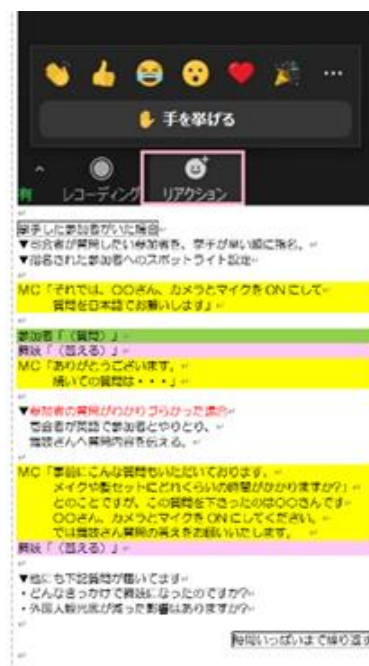 手を挙げる
有 レコーディング リアクション
挙手した参加者がいた場合
▼司会者が質問したい参加者を、挙手が早い順に指名。
▼指名された参加者へのスポットライト設定
MC「それでは、〇〇さん、カメラとマイクをONにして
質問を日本語でお願いします」
参加者「（質問）」
舞妓「（答える）」
MC「ありがとうございます。
続いての質問は・・・」
▼参加者の質問がわかりづらかった場合
司会者が英語で参加者とやりとり、
舞妓さんへ質問内容を伝える。
MC「事前にこんな質問もいただいております。
メイクや髪セットにどれくらいの時間がかかりますか?」
とのことですが、この質問を下さったのは〇〇さんです
〇〇さん、カメラとマイクをONにしてください。
では舞妓さん質問の答えをお願いいたします。
舞妓「（答える）」
▼他にも下記質問が届いてます
・どんなきっかけで舞妓になったのですか?
・外国人観光客が減った影響はありますか?
時間いっぱいまで繰り返す